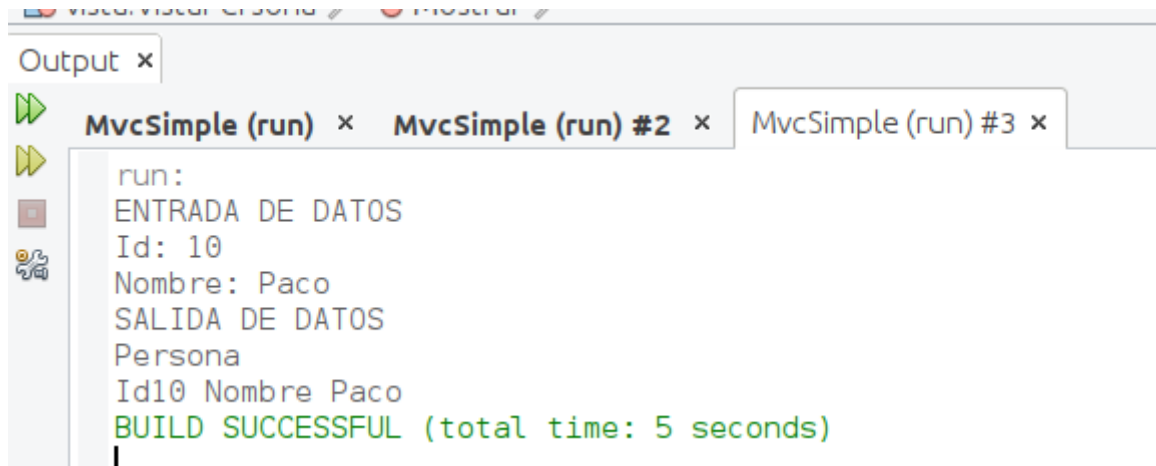 Output ×
MvcSimple (run) × MvcSimple (run) #2 × MvcSimple (run) #3 ×
run:
ENTRADA DE DATOS
Id: 10
Nombre: Paco
SALIDA DE DATOS
Persona
Id10 Nombre Paco
BUILD SUCCESSFUL (total time: 5 seconds)